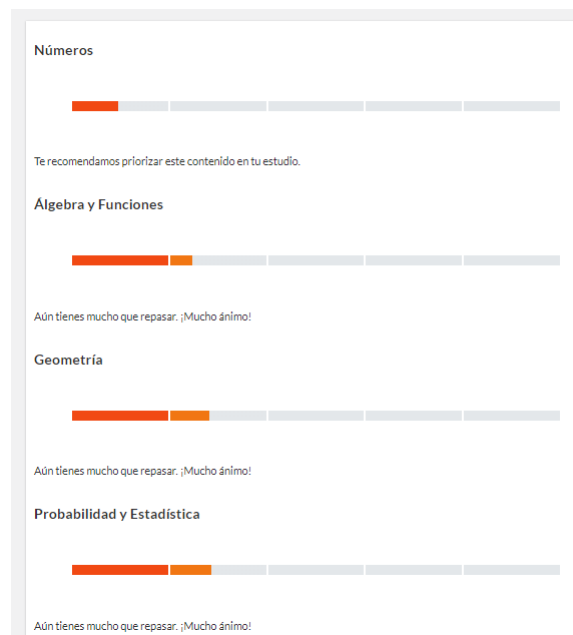 Números
Te recomendamos priorizar este contenido en tu estudio.
Álgebra y Funciones
Aún tienes mucho que repasar. ¡Mucho ánimo!
Geometría
Aún tienes mucho que repasar. ¡Mucho ánimo!
Probabilidad y Estadística
Aún tienes mucho que repasar. ¡Mucho ánimo!